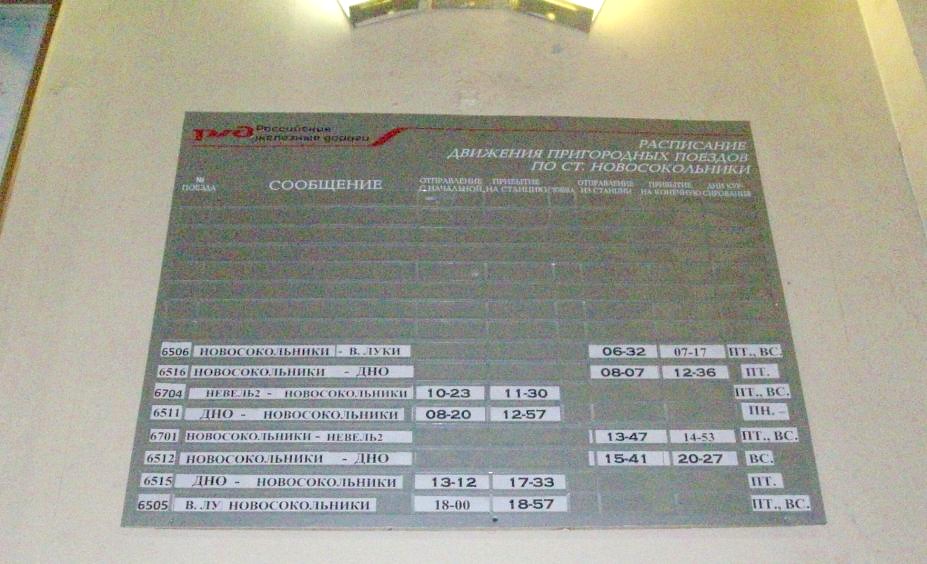 РЖД Российские
железные дороги
РАСПИСАНИЕ
ДВИЖЕНИЯ ПРИГОРОДНЫХ ПОЕЗДОВ
ПО СТ. НОВОСОКОЛЬНИКИ
№ ПОЕЗДА СООБЩЕНИЕ ОТПРАВЛЕНИЕ С НАЧАЛЬНОЙ ПРИБЫТИЕ НА СТАНЦИЮ ОТПРАВЛЕНИЕ ИЗ СТАНЦИИ ПРИБЫТИЕ НА КОНЕЧНУЮ ДНИ КУР- СИРОВАНИЯ
6506 НОВОСОКОЛЬНИКИ - В. ЛУКИ 06-32 07-17 ПТ., ВС.
6516 НОВОСОКОЛЬНИКИ - ДНО 08-07 12-36 ПТ.
6704 НЕВЕЛЬ2 - НОВОСОКОЛЬНИКИ 10-23 11-30 ПТ., ВС.
6511 ДНО - НОВОСОКОЛЬНИКИ 08-20 12-57 ПН. -
6701 НОВОСОКОЛЬНИКИ - НЕВЕЛЬ2 13-47 14-53 ПТ., ВС.
6512 НОВОСОКОЛЬНИКИ - ДНО 15-41 20-27 ВС.
6515 ДНО - НОВОСОКОЛЬНИКИ 13-12 17-33 ПТ.
6505 В. ЛУ НОВОСОКОЛЬНИКИ 18-00 18-57 ПТ., ВС.